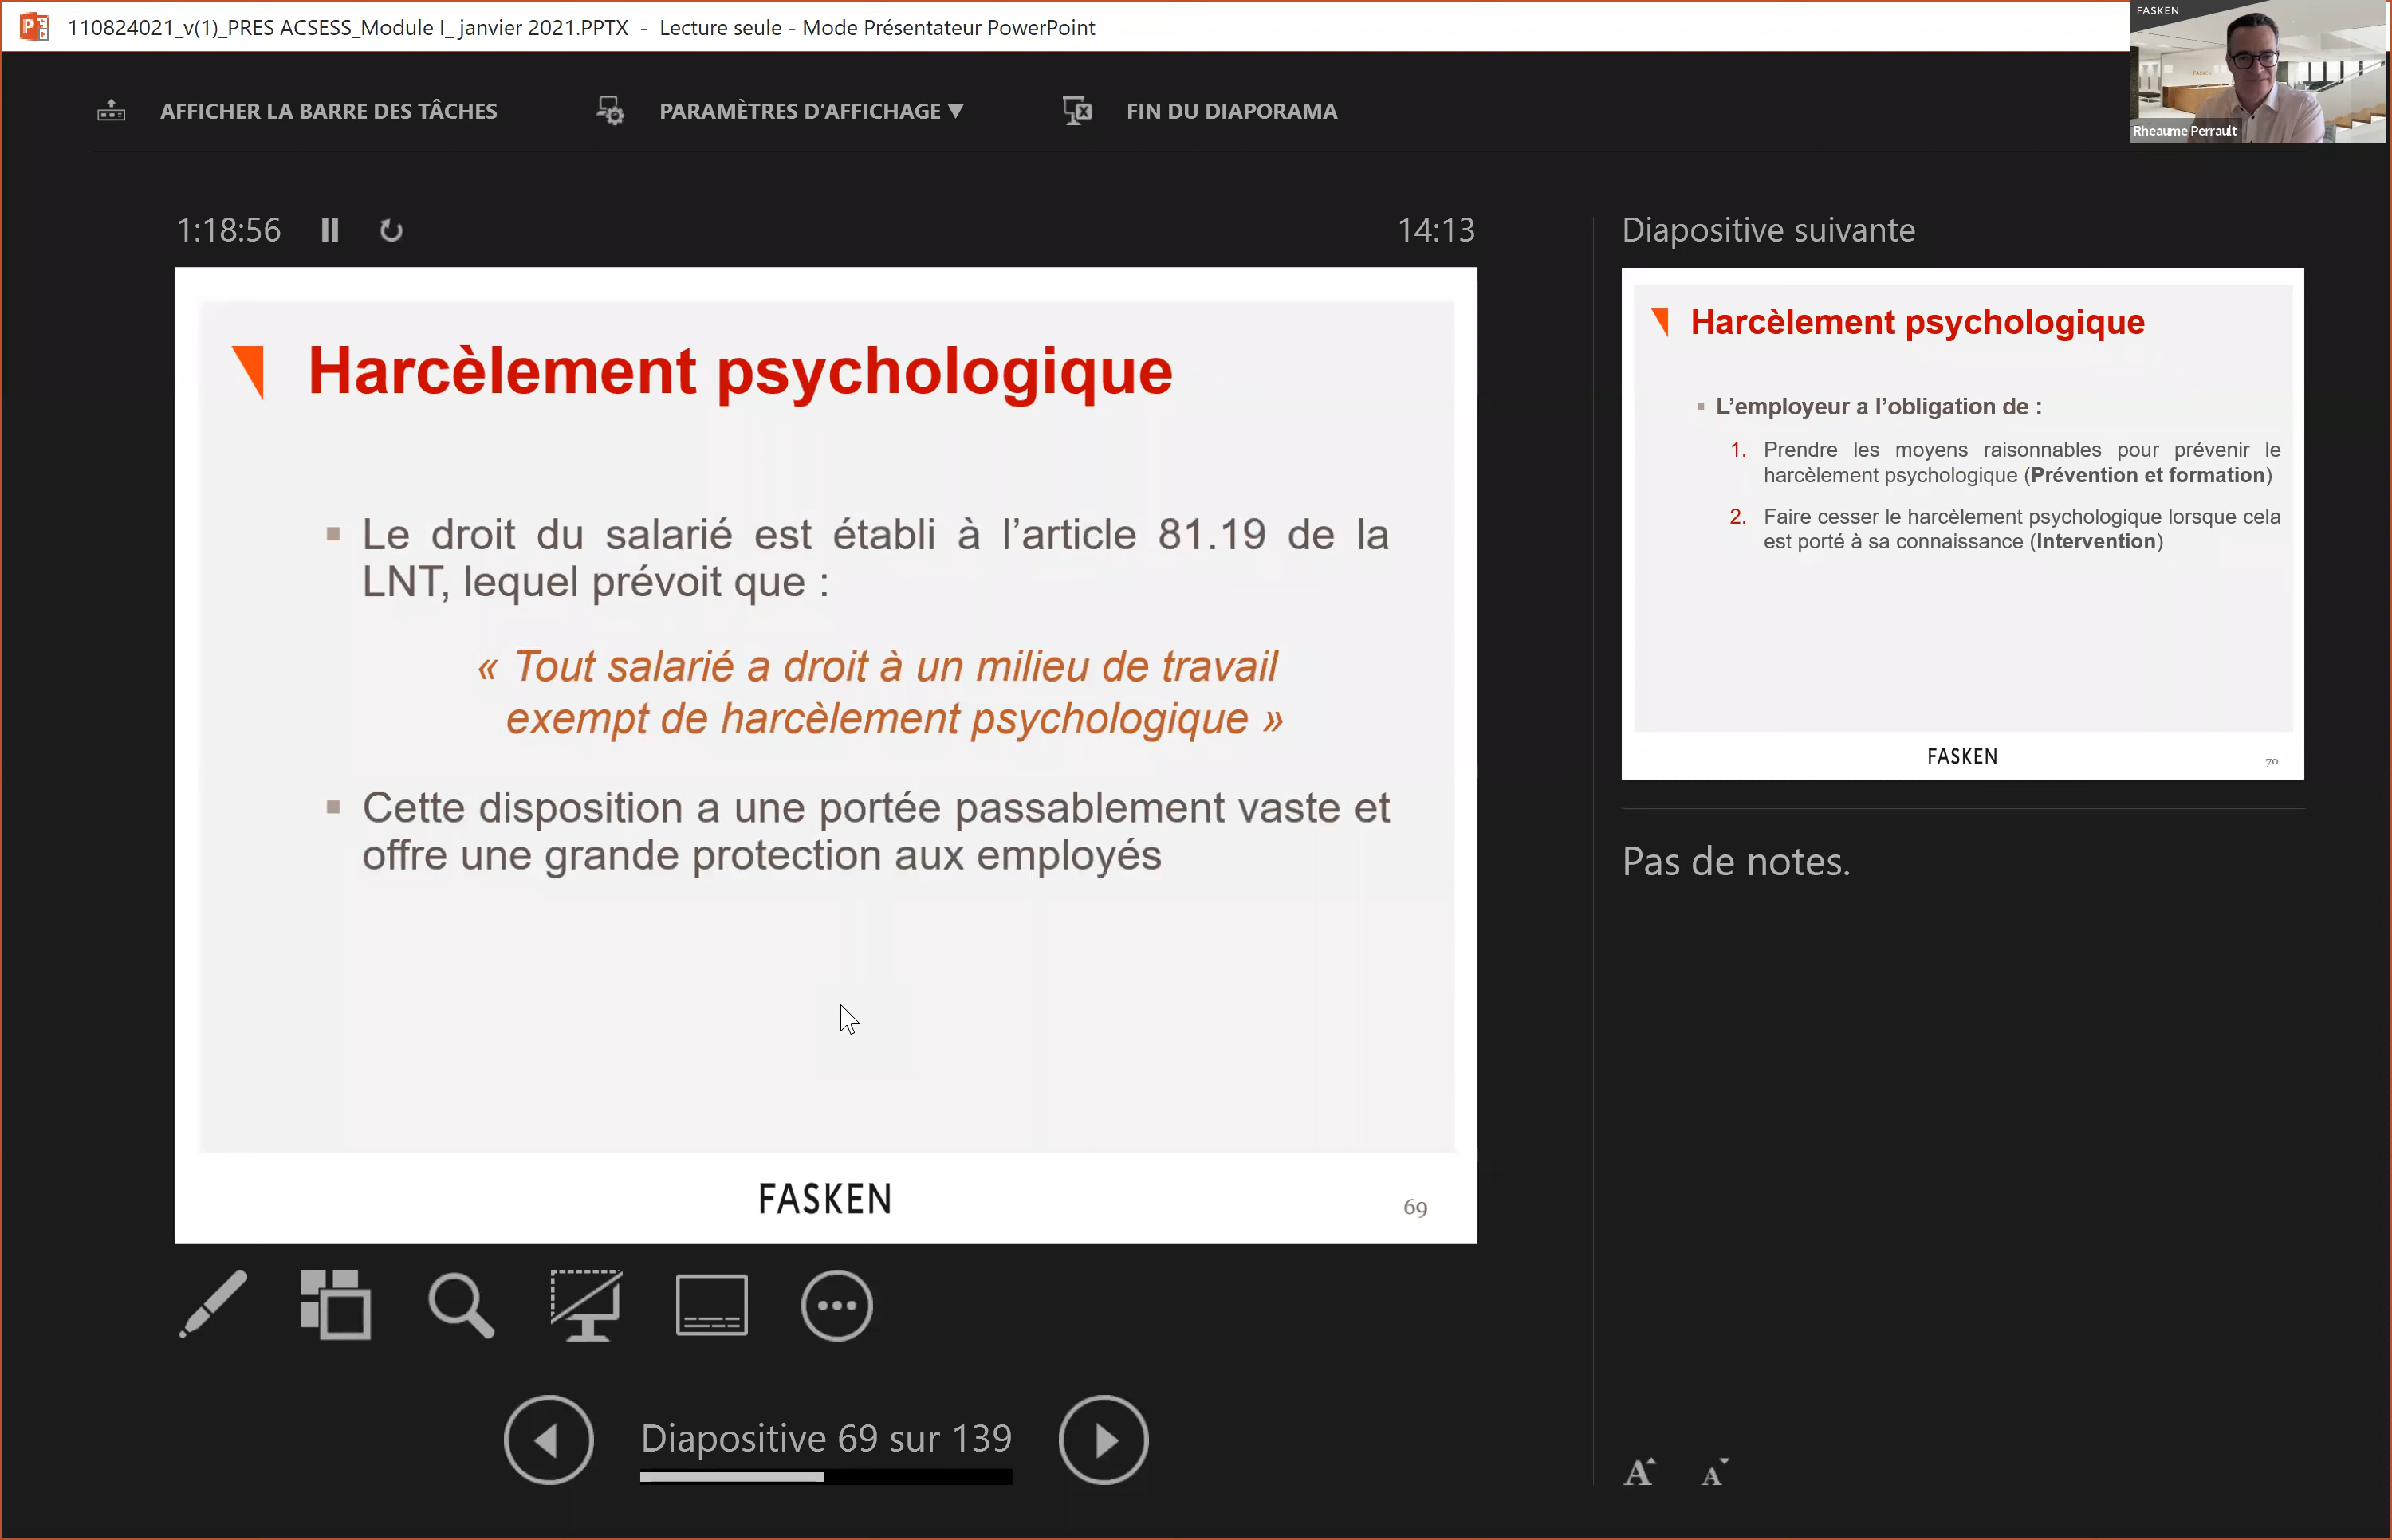 110824021_v(1)_PRES ACSESS_Module I_ janvier 2021.PPTX - Lecture seule - Mode Présentateur PowerPoint
FASKEN
Rheaume Perrault
AFFICHER LA BARRE DES TÂCHES
PARAMÈTRES D'AFFICHAGE ▼
FIN DU DIAPORAMA
1:18:56
14:13
Harcèlement psychologique
▪ Le droit du salarié est établi à l'article 81.19 de la
LNT, lequel prévoit que :
« Tout salarié a droit à un milieu de travail
exempt de harcèlement psychologique »
▪ Cette disposition a une portée passablement vaste et
offre une grande protection aux employés
FASKEN
69
Diapositive 69 sur 139
Diapositive suivante
Harcèlement psychologique
▪ L'employeur a l'obligation de :
1. Prendre les moyens raisonnables pour prévenir le
harcèlement psychologique (Prévention et formation)
2. Faire cesser le harcèlement psychologique lorsque cela
est porté à sa connaissance (Intervention)
FASKEN
70
Pas de notes.
A A